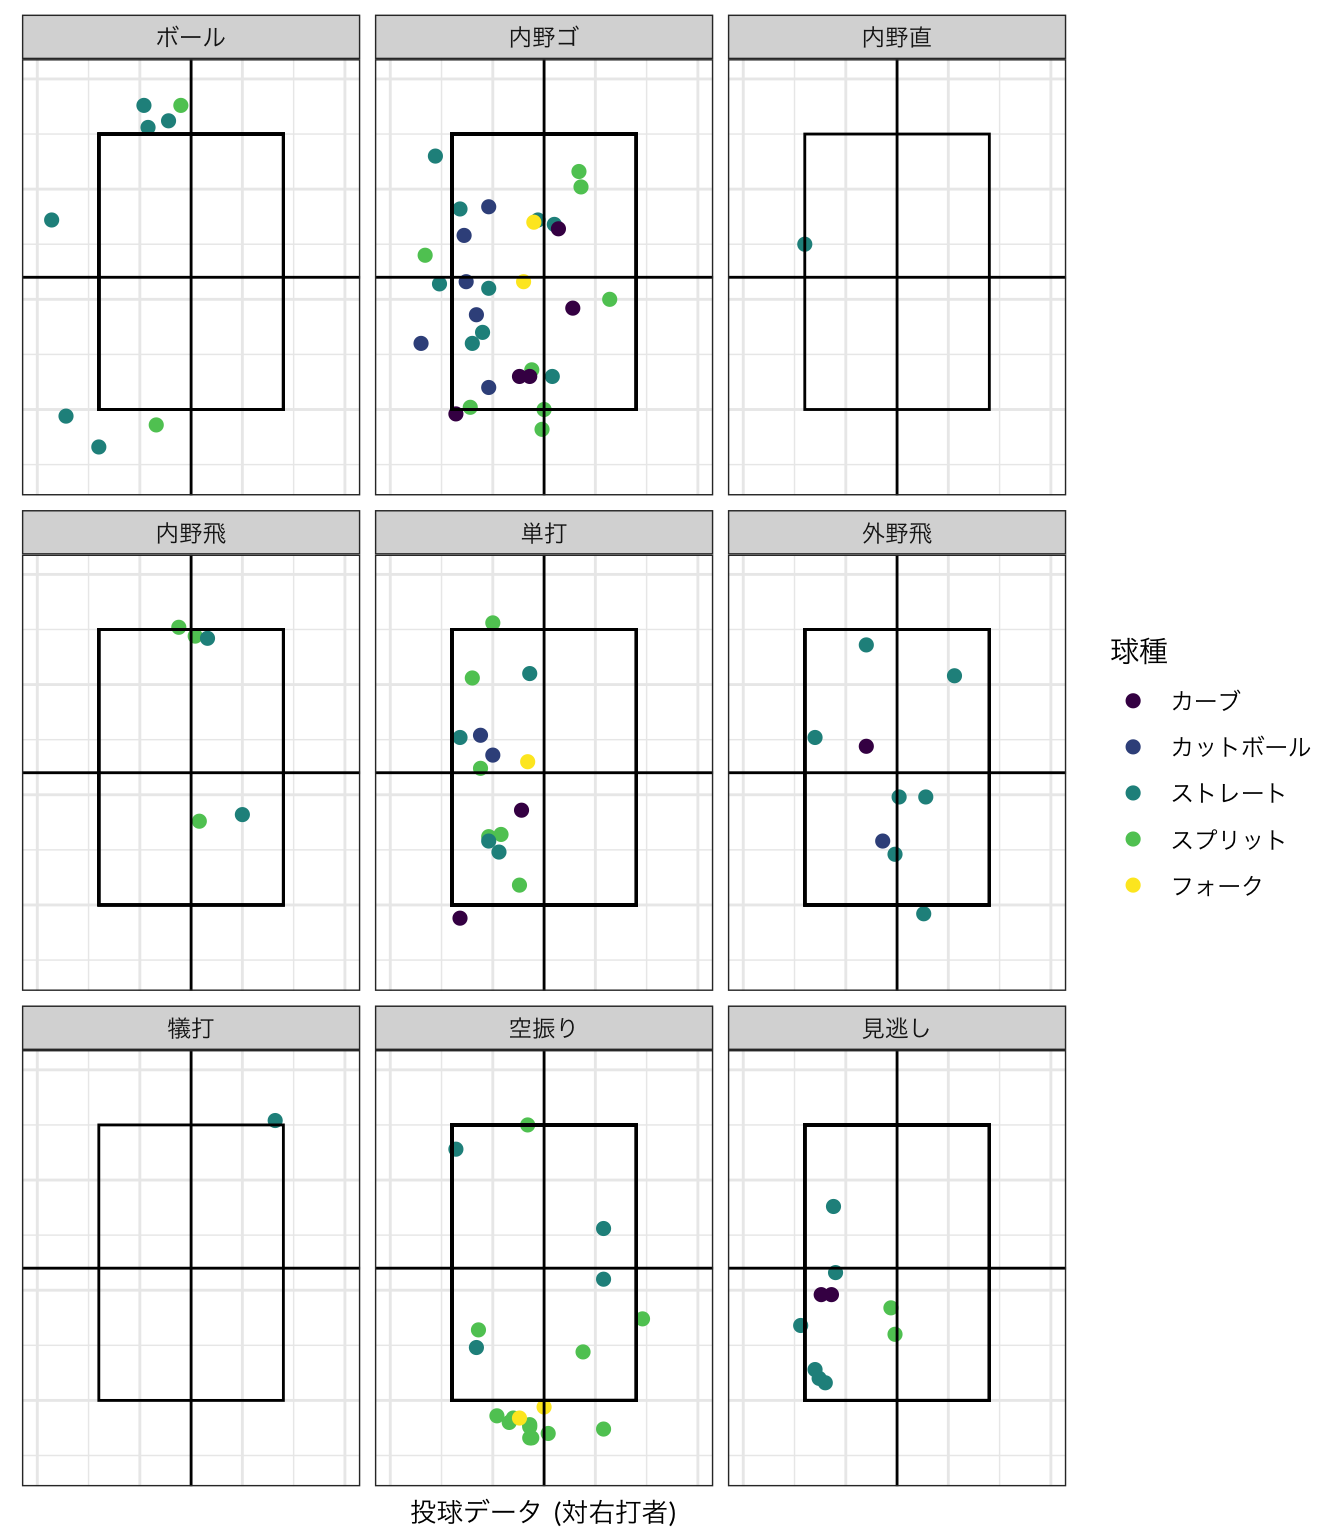 ボール
内野ゴ
内野直
内野飛
単打
外野飛
犠打
空振り
見逃し
球種
カーブ
カットボール
ストレート
スプリット
フォーク
投球データ (対右打者)